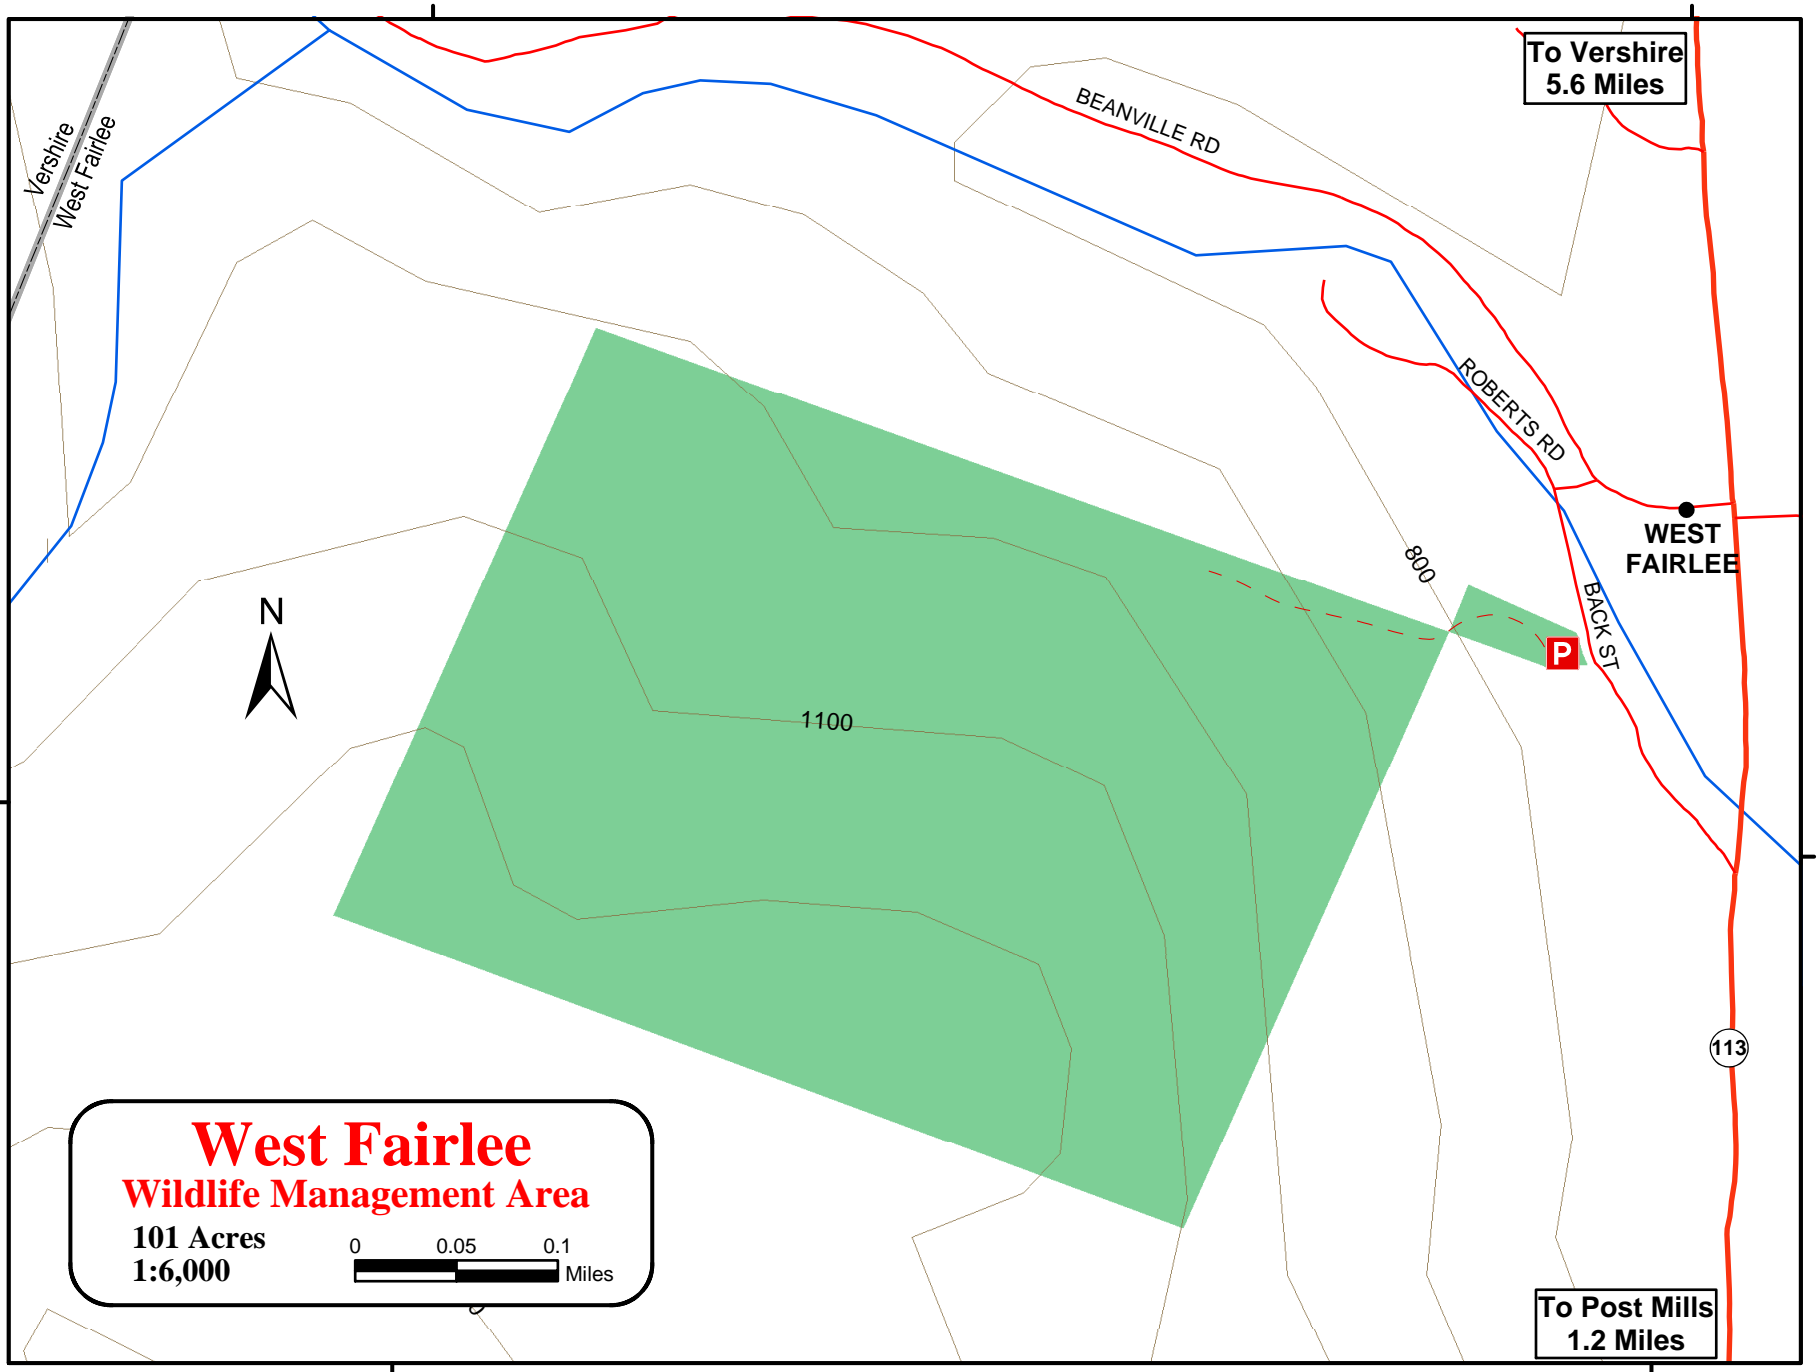 To Vershire
5.6 Miles
BEANVILLE RD
Vershire
West Fairlee
ROBERTS RD
WEST
FAIRLEE
800
BACK ST
P
N
1100
113
West Fairlee
Wildlife Management Area
101 Acres
1:6,000
0 0.05 0.1
Miles
To Post Mills
1.2 Miles